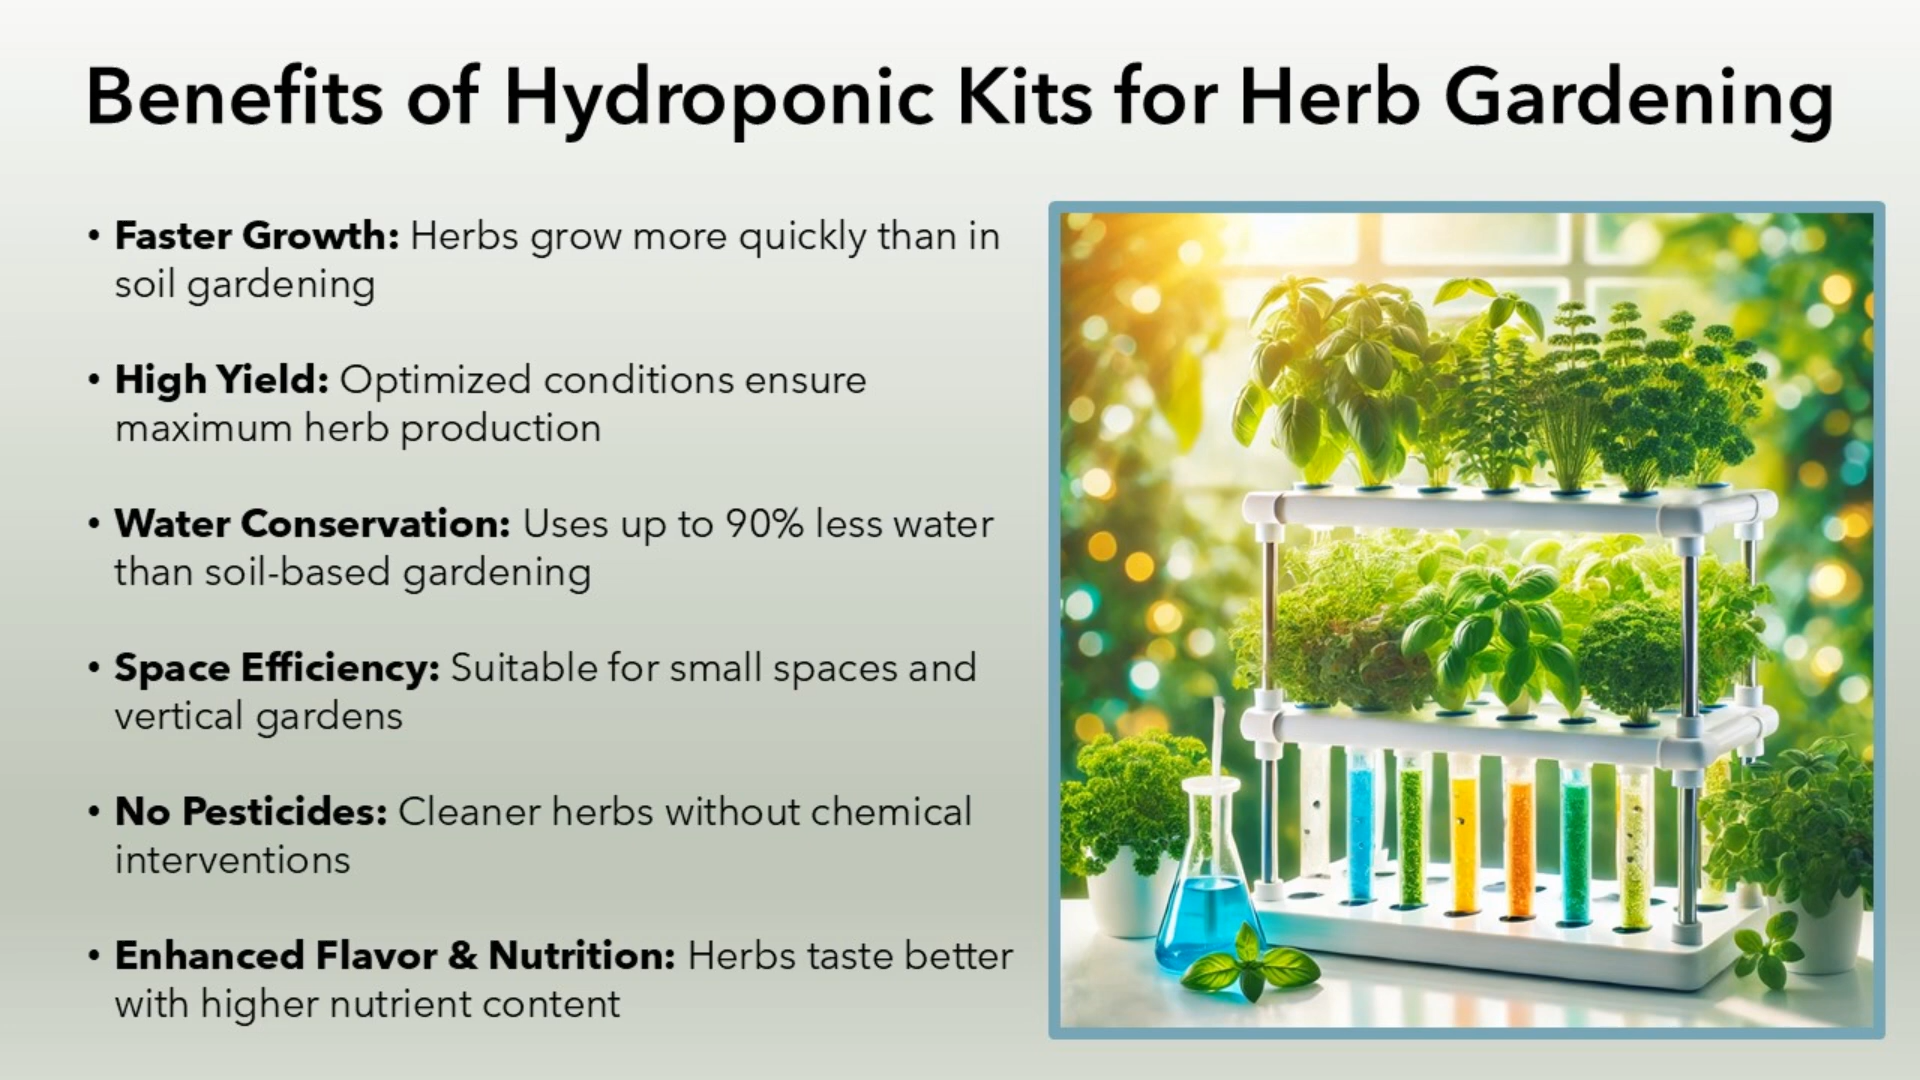 Benefits of Hydroponic Kits for Herb Gardening
• Faster Growth: Herbs grow more quickly than in
soil gardening
• High Yield: Optimized conditions ensure
maximum herb production
• Water Conservation: Uses up to 90% less water
than soil-based gardening
• Space Efficiency: Suitable for small spaces and
vertical gardens
• No Pesticides: Cleaner herbs without chemical
interventions
• Enhanced Flavor & Nutrition: Herbs taste better
with higher nutrient content